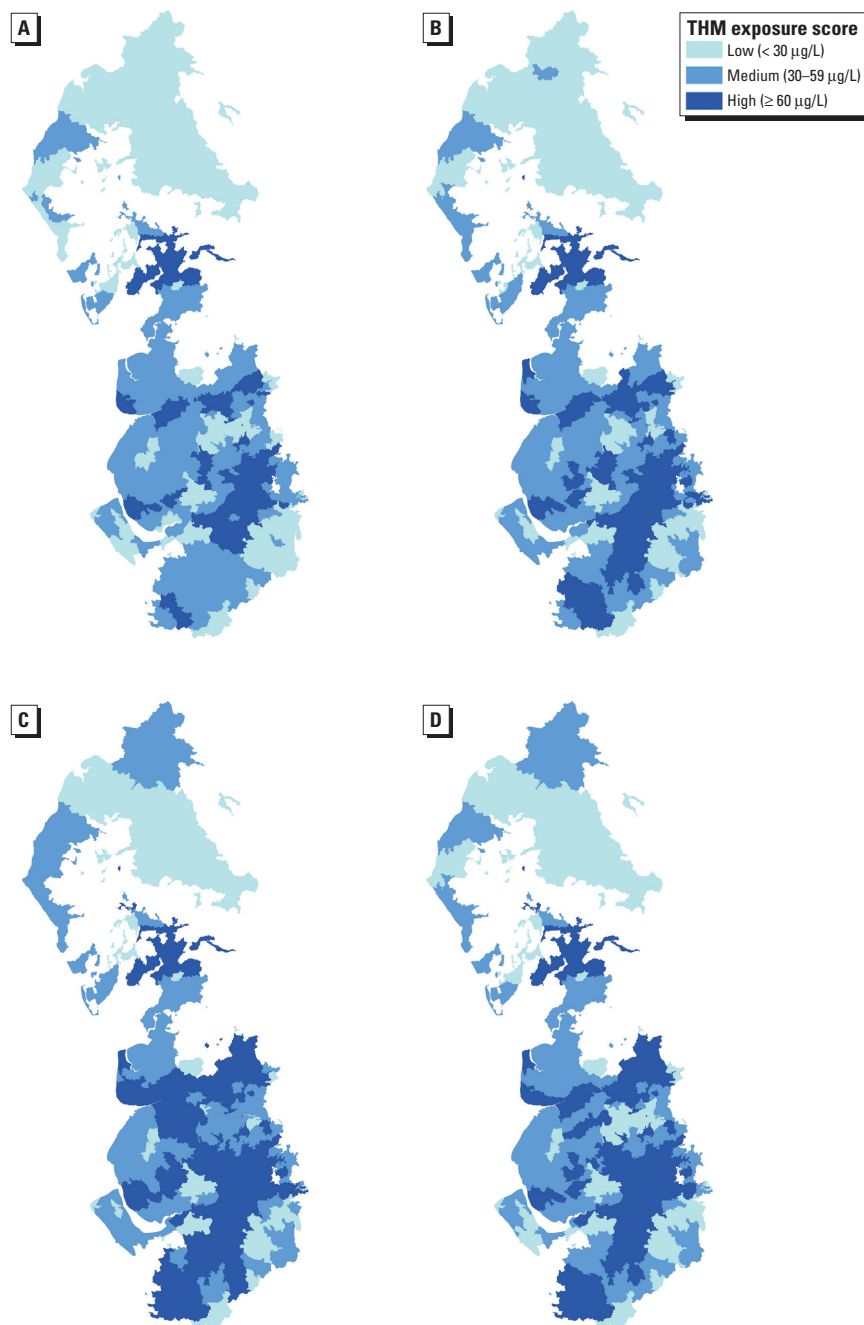 A
B
THM exposure score
Low (< 30 μg/L)
Medium (30–59 μg/L)
High (≥ 60 μg/L)
C
D